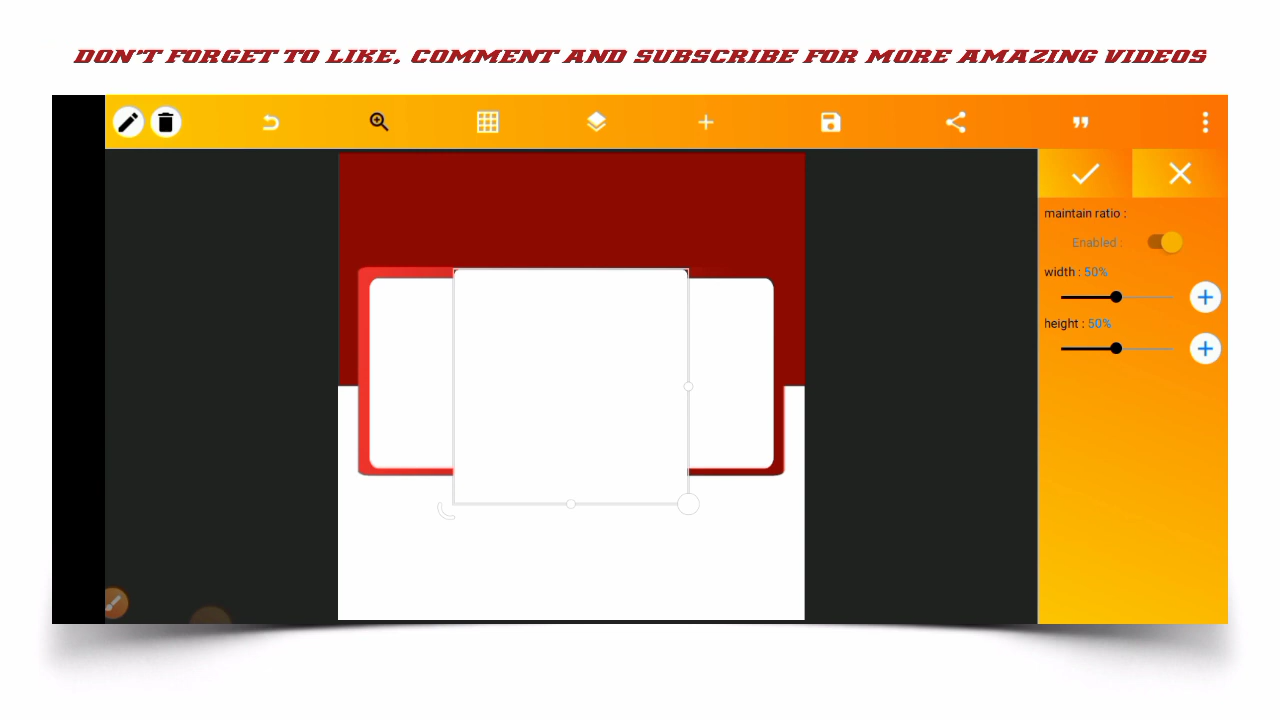 DON'T FORGET TO LIKE, COMMENT AND SUBSCRIBE FOR MORE AMAZING VIDEOS
maintain ratio :
Enabled :
width : 50%
height : 50%